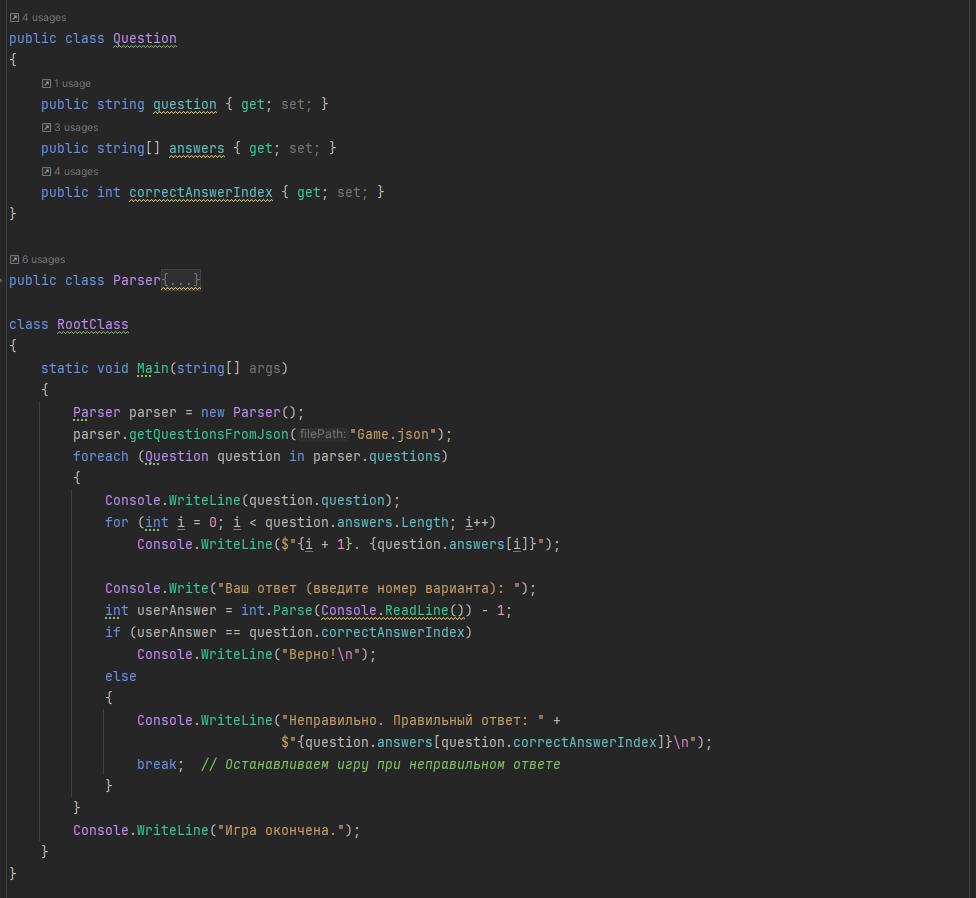 4 usages
public class Question
{
1 usage
public string question { get; set; }
3 usages
public string[] answers { get; set; }
4 usages
public int correctAnswerIndex { get; set; }
}
6 usages
public class Parser{...}
class RootClass
{
static void Main(string[] args)
{
Parser parser = new Parser();
parser.getQuestionsFromJson( filePath: "Game.json");
foreach (Question question in parser.questions)
{
Console.WriteLine(question.question);
for (int i = 0; i < question.answers.Length; i++)
Console.WriteLine($"{i + 1}. {question.answers[i]}");
Console.Write("Ваш ответ (введите номер варианта): ");
int userAnswer = int.Parse(Console.ReadLine()) - 1;
if (userAnswer == question.correctAnswerIndex)
Console.WriteLine("Верно!\n");
else
{
Console.WriteLine("Неправильно. Правильный ответ: " +
$"{question.answers[question.correctAnswerIndex]}\n");
break; // Останавливаем игру при неправильном ответе
}
}
Console.WriteLine("Игра окончена.");
}
}